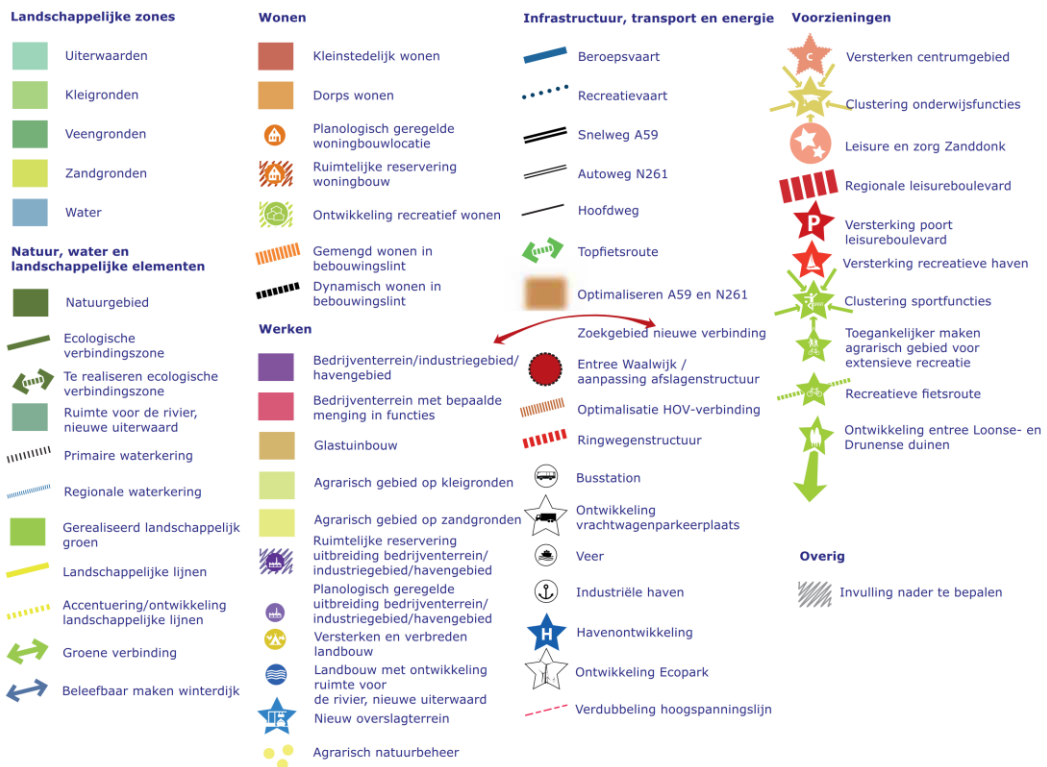 Landschappelijke zones
Uiterwaarden
Kleigronden
Veengronden
Zandgronden
Water
Natuur, water en
landschappelijke elementen
Natuurgebied
Ecologische
verbindingszone
Te realiseren ecologische
verbindingszone
Ruimte voor de rivier,
nieuwe uiterwaard
Primaire waterkering
Regionale waterkering
Gerealiseerd landschappelijk
groen
Landschappelijke lijnen
Accentuering/ontwikkeling
landschappelijke lijnen
Groene verbinding
Beleefbaar maken winterdijk
Wonen
Kleinstedelijk wonen
Dorps wonen
Planologisch geregelde
woningbouwlocatie
Ruimtelijke reservering
woningbouw
Ontwikkeling recreatief wonen
Gemengd wonen in
bebouwingslint
Dynamisch wonen in
bebouwingslint
Werken
Bedrijventerrein/industriegebied/
havengebied
Bedrijventerrein met bepaalde
menging in functies
Glastuinbouw
Agrarisch gebied op kleigronden
Agrarisch gebied op zandgronden
Ruimtelijke reservering
uitbreiding bedrijventerrein/
industriegebied/havengebied
Planologisch geregelde
uitbreiding bedrijventerrein/
industriegebied/havengebied
Versterken en verbreden
landbouw
Landbouw met ontwikkeling
ruimte voor
de rivier, nieuwe uiterwaard
Nieuw overslagterrein
Agrarisch natuurbeheer
Infrastructuur, transport en energie
Beroepsvaart
Recreatievaart
Snelweg A59
Autoweg N261
Hoofdweg
Topfietsroute
Optimaliseren A59 en N261
Zoekgebied nieuwe verbinding
Entree Waalwijk /
aanpassing afslagenstructuur
Optimalisatie HOV-verbinding
Ringwegenstructuur
Busstation
Ontwikkeling
vrachtwagenparkeerplaats
Veer
Industriële haven
H
Havenontwikkeling
Ontwikkeling Ecopark
Verdubbeling hoogspanningslijn
Voorzieningen
C
Versterken centrumgebied
Clustering onderwijsfuncties
Leisure en zorg Zanddonk
Regionale leisureboulevard
P
Versterking poort
leisureboulevard
Versterking recreatieve haven
Clustering sportfuncties
Toegankelijker maken
agrarisch gebied voor
extensieve recreatie
Recreatieve fietsroute
Ontwikkeling entree Loonse- en
Drunense duinen
Overig
Invulling nader te bepalen